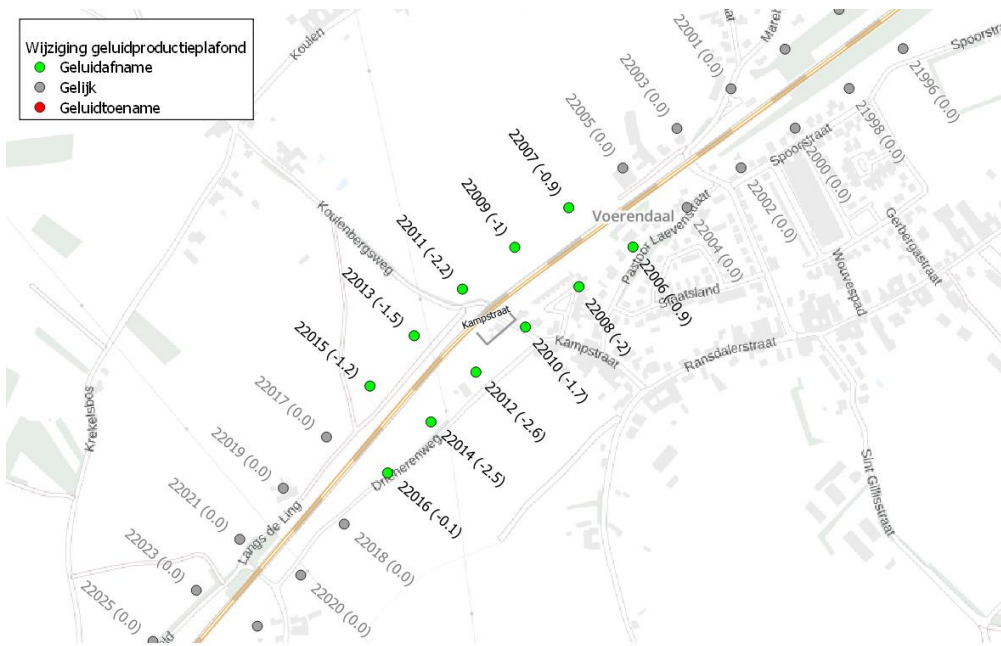 Wijziging geluidproductieplafond
Geluidafname
Gelijk
Geluidtoename
Koulen
22001 (0.0)
22003 (0.0)
22005 (0.0)
22007 (-0.9)
22009 (-1)
22011 (-2.2)
22013 (-1.5)
22015 (-1.2)
22017 (0.0)
22019 (0.0)
22021 (0.0)
22023 (0.0)
22025 (0.0)
Spoorstraat
21996 (0.0)
21998 (0.0)
22000 (0.0)
22002 (0.0)
22004 (0.0)
22006 (-0.9)
22008 (-2)
22010 (-1.7)
22012 (-2.6)
22014 (-2.5)
22016 (-0.1)
22018 (0.0)
22020 (0.0)
Spoorstraat
Voerendaal
Pastoor Laevenstraat
Gerbergastraat
Wouvespad
Koulenbergsweg
Kampstraat
Kampstraat
Ransdalerstraat
Krekelsbos
Drienerenweg
Langs de Ling
Sint Gillisstraat